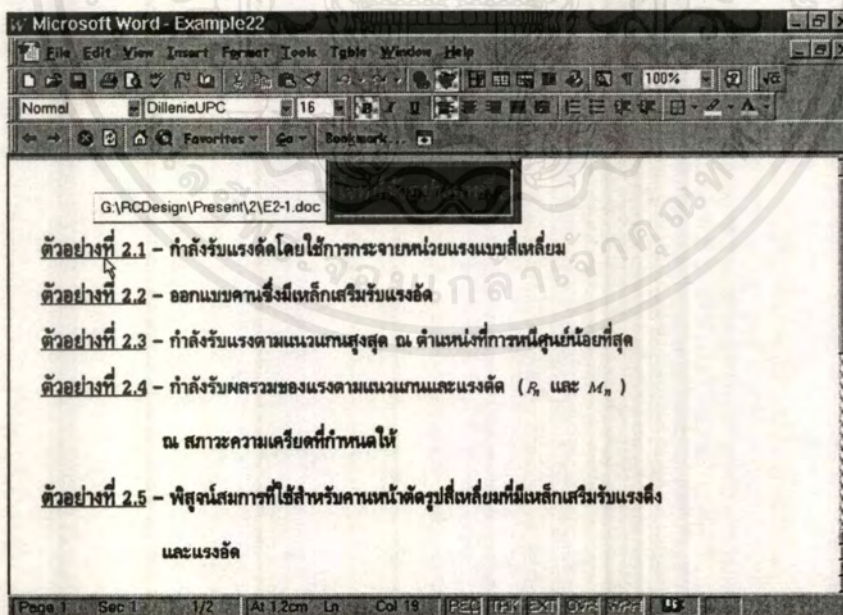 Microsoft Word - Example22
File Edit View Insert Format Tools Table Window Help
100%
Normal DilleniaUPC 16 B I U
Favorites Go Bookmark...
G:\RCDesign\Present\2\E2-1.doc
ตัวอย่างที่ 2.1 – กำลังรับแรงดัดโดยใช้การกระจายหน่วยแรงแบบสี่เหลี่ยม
ตัวอย่างที่ 2.2 – ออกแบบคานซึ่งมีเหล็กเสริมรับแรงอัด
ตัวอย่างที่ 2.3 – กำลังรับแรงตามแนวแกนสูงสุด ณ ตำแหน่งที่การหนีศูนย์น้อยที่สุด
ตัวอย่างที่ 2.4 – กำลังรับผลรวมของแรงตามแนวแกนและแรงดัด (Pn และ Mn )
ณ สภาวะความเครียดที่กำหนดให้
ตัวอย่างที่ 2.5 – พิสูจน์สมการที่ใช้สำหรับคานหน้าตัดรูปสี่เหลี่ยมที่มีเหล็กเสริมรับแรงดึง
และแรงอัด
Page 1 Sec 1 1/2 At 1.2cm Ln Col 19 REC TRK EXT OVR